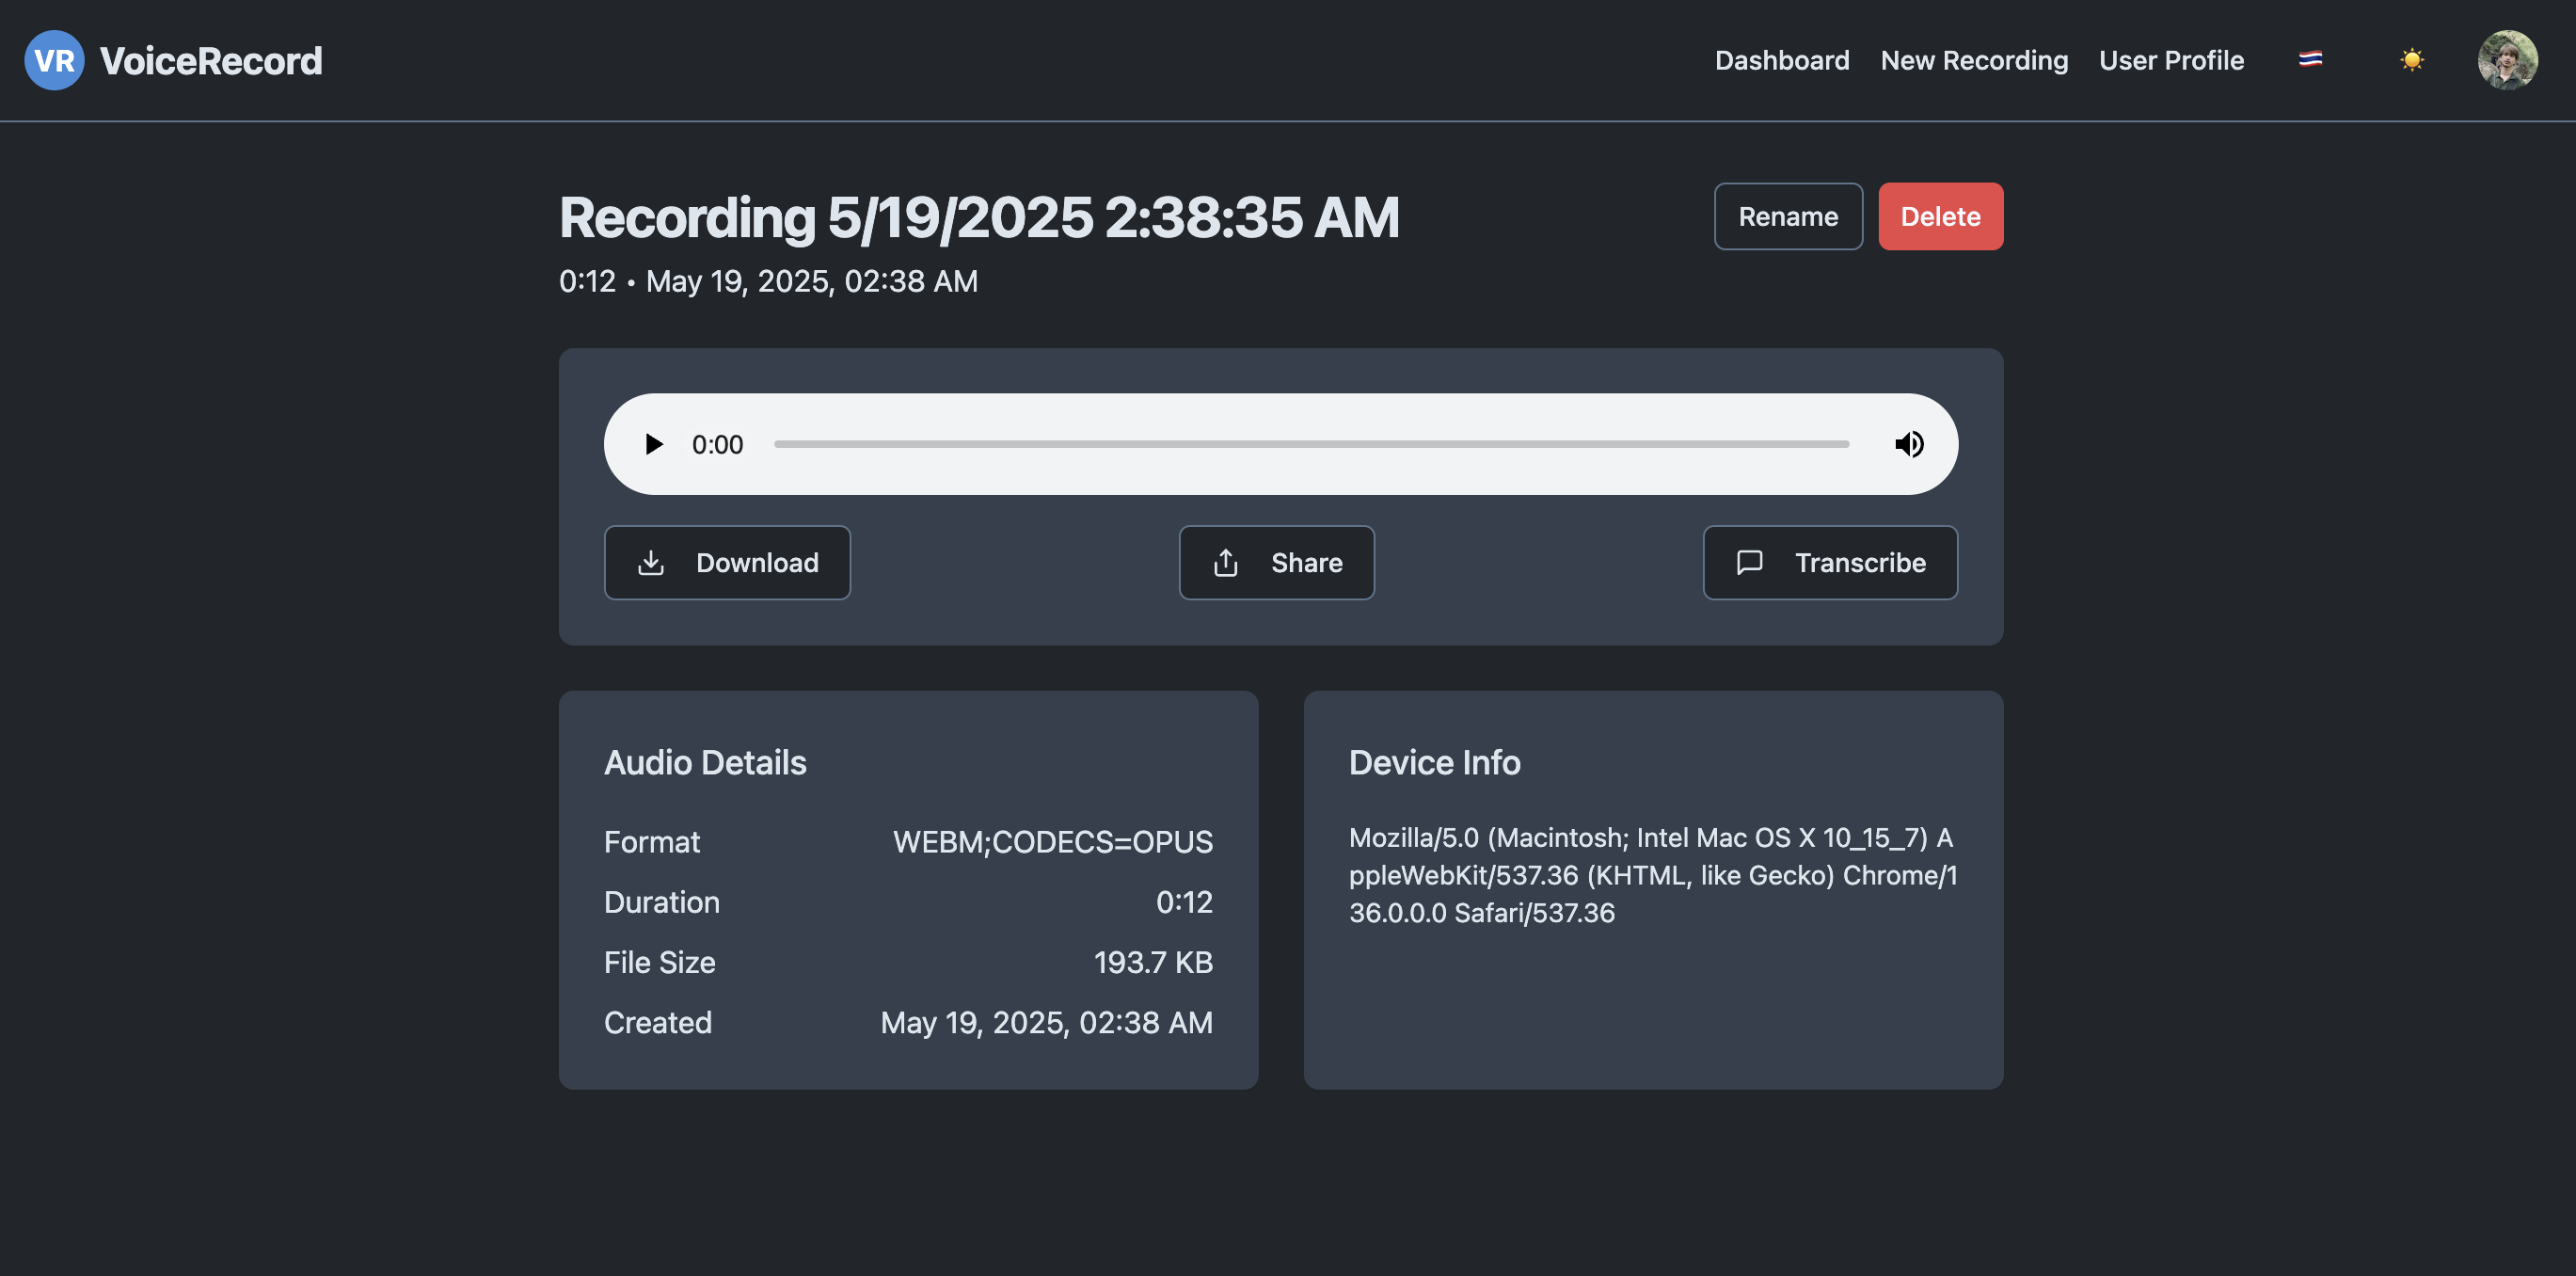 VR VoiceRecord
Dashboard New Recording User Profile
Recording 5/19/2025 2:38:35 AM
Rename Delete
0:12 • May 19, 2025, 02:38 AM
0:00
Download Share Transcribe
Audio Details
Format WEBM;CODECS=OPUS
Duration 0:12
File Size 193.7 KB
Created May 19, 2025, 02:38 AM
Device Info
Mozilla/5.0 (Macintosh; Intel Mac OS X 10_15_7) A
ppleWebKit/537.36 (KHTML, like Gecko) Chrome/1
36.0.0.0 Safari/537.36